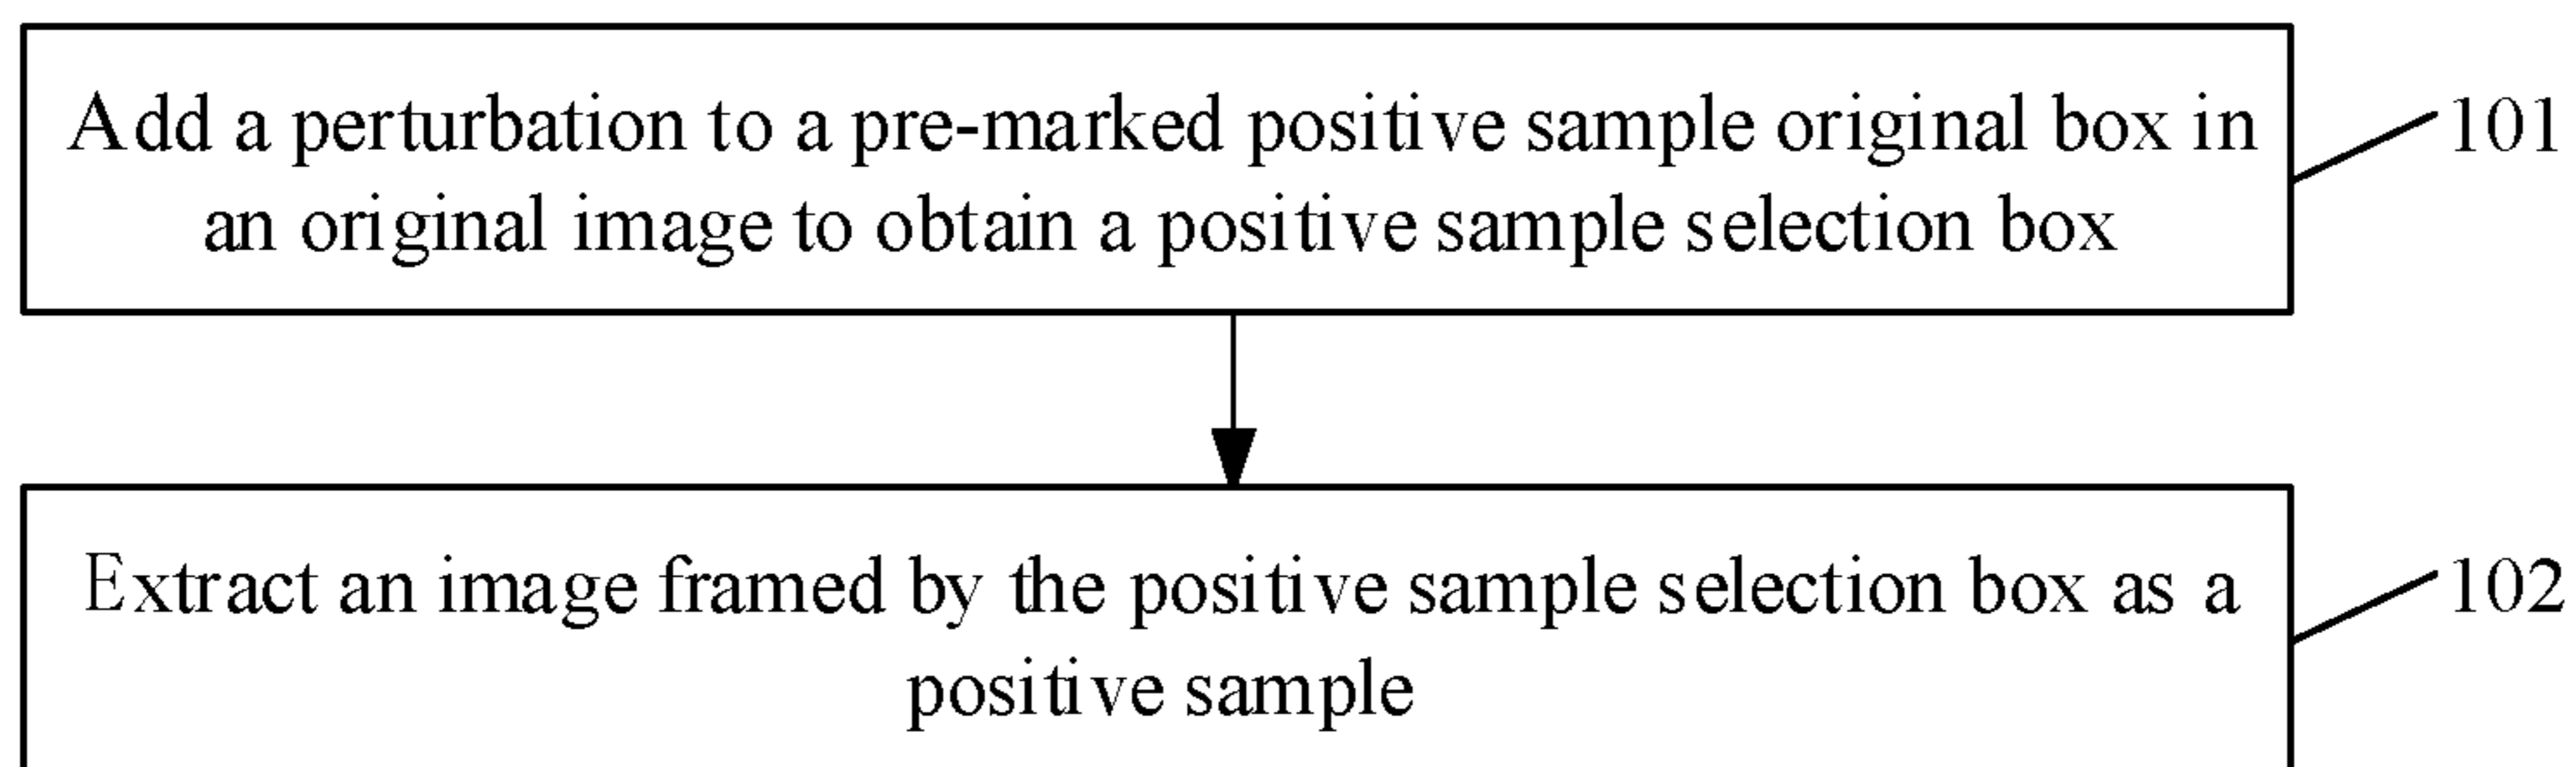 Add a perturbation to a pre-marked positive sample original box in
an original image to obtain a positive sample selection box
101
Extract an image framed by the positive sample selection box as a
positive sample
102